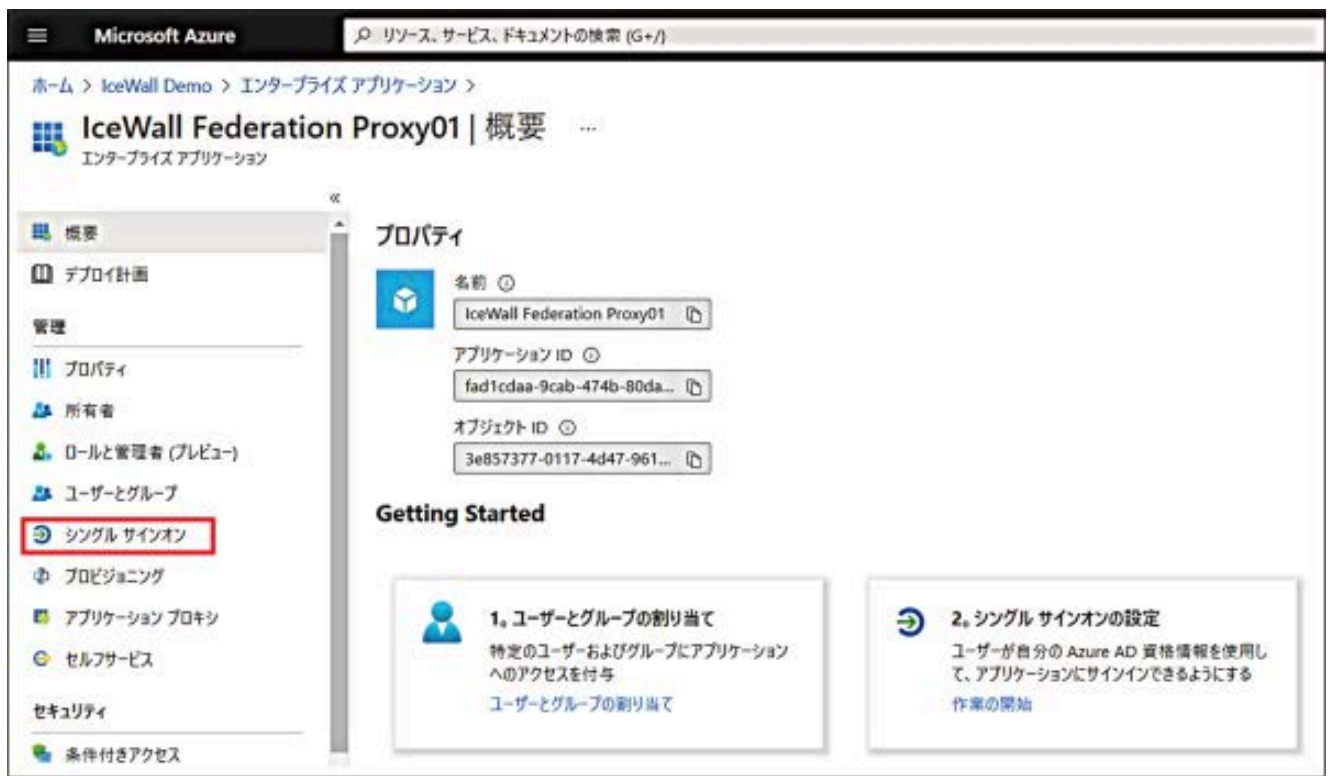 Microsoft Azure
リソース、サービス、ドキュメントの検索 (G+/)
ホーム > IceWall Demo > エンタープライズ アプリケーション >
IceWall Federation Proxy01 | 概要 …
エンタープライズ アプリケーション
«
概要
デプロイ計画
管理
プロパティ
所有者
ロールと管理者 (プレビュー)
ユーザーとグループ
シングル サインオン
プロビジョニング
アプリケーション プロキシ
セルフサービス
セキュリティ
条件付きアクセス
プロパティ
名前
IceWall Federation Proxy01
アプリケーション ID
fad1cdaa-9cab-474b-80da...
オブジェクト ID
3e857377-0117-4d47-961...
Getting Started
1。ユーザーとグループの割り当て
特定のユーザーおよびグループにアプリケーション
へのアクセスを付与
ユーザーとグループの割り当て
2。シングル サインオンの設定
ユーザーが自分の Azure AD 資格情報を使用し
て、アプリケーションにサインインできるようにする
作業の開始